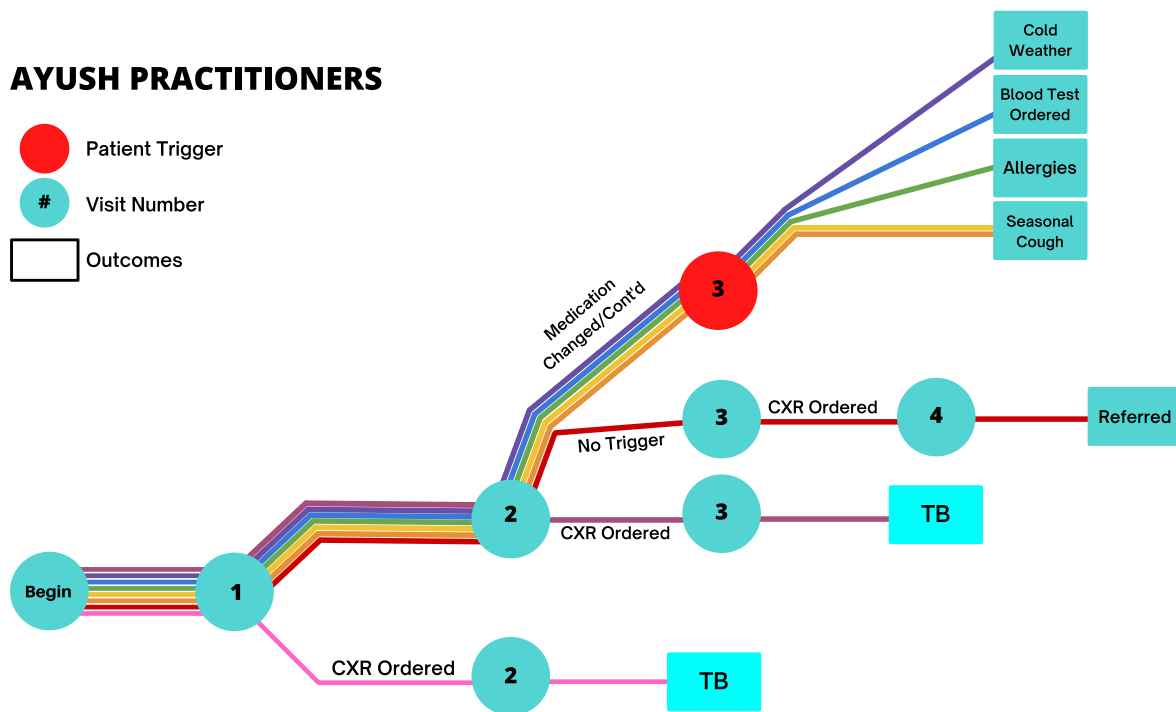 AYUSH PRACTITIONERS
Patient Trigger
#
Visit Number
Outcomes
Cold
Weather
Blood Test
Ordered
Allergies
Seasonal
Cough
3
Medication
Changed/Cont'd
No Trigger
3
CXR Ordered
4
Referred
2
CXR Ordered
3
TB
Begin
1
CXR Ordered
2
TB